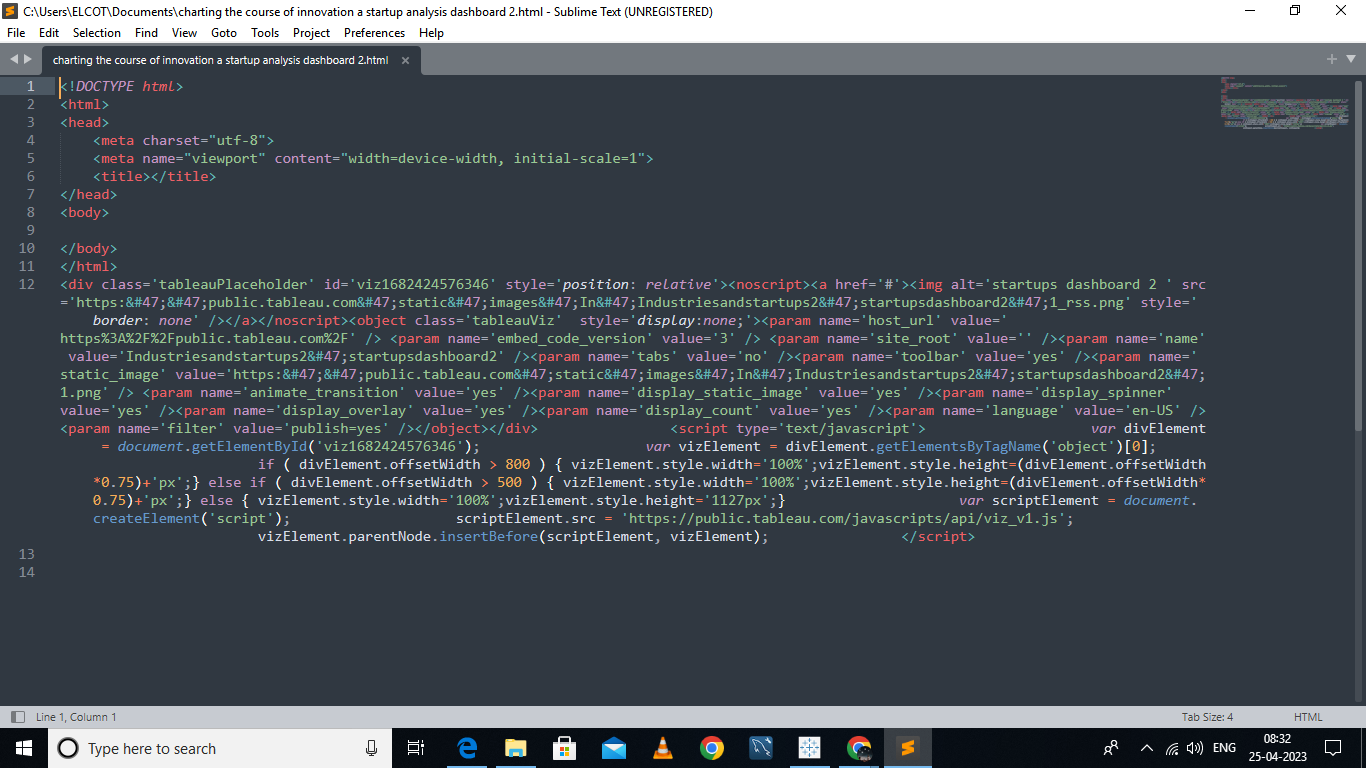 C:\Users\ELCOT\Documents\charting the course of innovation a startup analysis dashboard 2.html - Sublime Text (UNREGISTERED)
File Edit Selection Find View Goto Tools Project Preferences Help
charting the course of innovation a startup analysis dashboard 2.html ×
1 <!DOCTYPE html>
2 <html>
3 <head>
4 <meta charset="utf-8">
5 <meta name="viewport" content="width=device-width, initial-scale=1">
6 <title></title>
7 </head>
8 <body>
9
10 </body>
11 </html>
12 <div class='tableauPlaceholder' id='viz1682424576346' style='position: relative'><noscript><a href='#'><img alt='startups dashboard 2 ' src
='https:&#47;&#47;public.tableau.com&#47;static&#47;images&#47;In&#47;Industriesandstartups2&#47;startupsdashboard2&#47;1_rss.png' style='
border: none' /></a></noscript><object class='tableauViz'  style='display:none;'><param name='host_url' value='
https%3A%2F%2Fpublic.tableau.com%2F' /> <param name='embed_code_version' value='3' /> <param name='site_root' value='' /><param name='name'
value='Industriesandstartups2&#47;startupsdashboard2' /><param name='tabs' value='no' /><param name='toolbar' value='yes' /><param name='
static_image' value='https:&#47;&#47;public.tableau.com&#47;static&#47;images&#47;In&#47;Industriesandstartups2&#47;startupsdashboard2&#47;
1.png' /> <param name='animate_transition' value='yes' /><param name='display_static_image' value='yes' /><param name='display_spinner'
value='yes' /><param name='display_overlay' value='yes' /><param name='display_count' value='yes' /><param name='language' value='en-US' />
<param name='filter' value='publish=yes' /></object></div> <script type='text/javascript'> var divElement
= document.getElementById('viz1682424576346'); var vizElement = divElement.getElementsByTagName('object')[0];
if ( divElement.offsetWidth > 800 ) { vizElement.style.width='100%';vizElement.style.height=(divElement.offsetWidth
*0.75)+'px';} else if ( divElement.offsetWidth > 500 ) { vizElement.style.width='100%';vizElement.style.height=(divElement.offsetWidth*
0.75)+'px';} else { vizElement.style.width='100%';vizElement.style.height='1127px';} var scriptElement = document.
createElement('script'); scriptElement.src = 'https://public.tableau.com/javascripts/api/viz_v1.js';
vizElement.parentNode.insertBefore(scriptElement, vizElement); </script>
13
14
Line 1, Column 1 Tab Size: 4 HTML
Type here to search ENG 08:32
25-04-2023